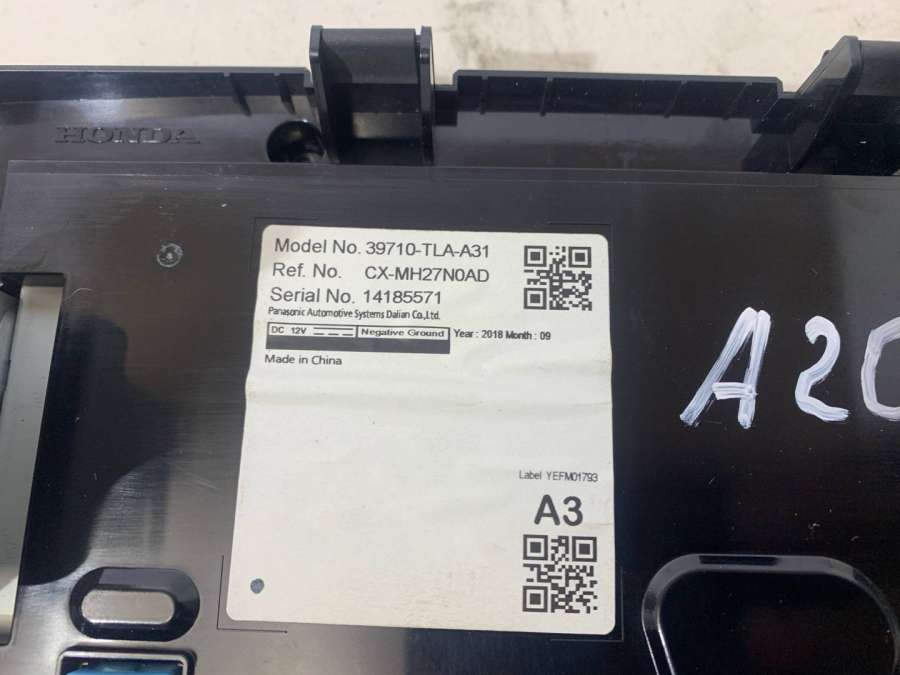 HONDA
Model No. 39710-TLA-A31
Ref. No. CX-MH27N0AD
Serial No. 14185571
Panasonic Automotive Systems Dalian Co.,Ltd.
DC 12V Negative Ground Year : 2018 Month : 09
Made in China
A20
Label YEFM01793
A3